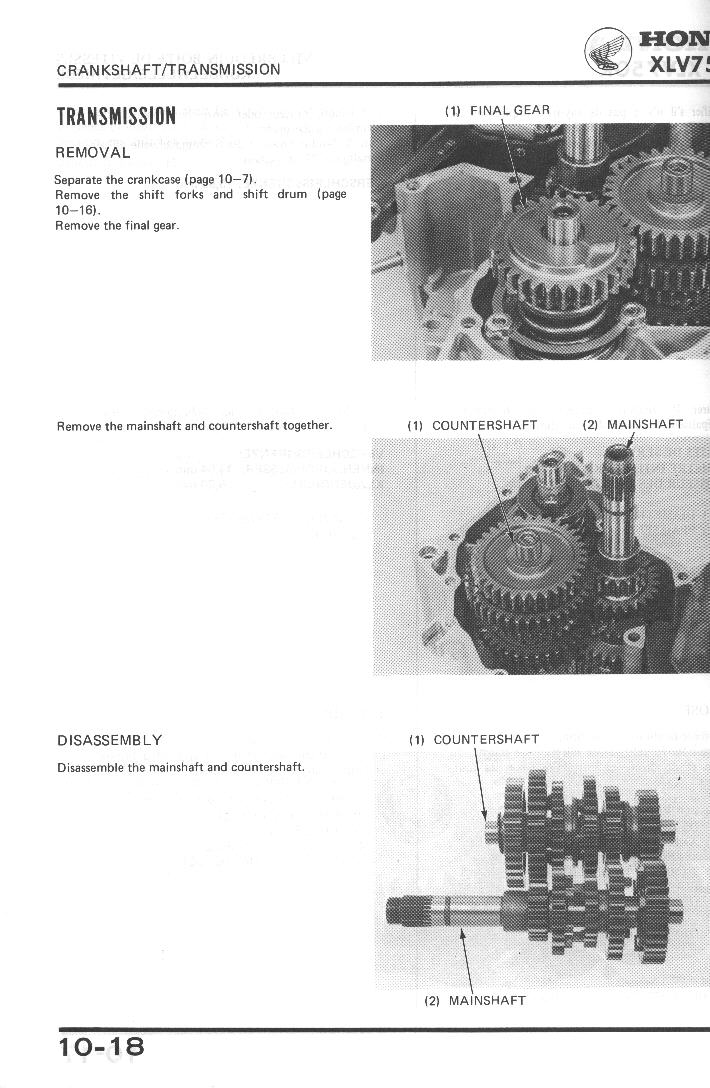 CRANKSHAFT/TRANSMISSION
HON
XLV75
TRANSMISSION
REMOVAL
Separate the crankcase (page 10–7).
Remove the shift forks and shift drum (page
10–16).
Remove the final gear.
(1) FINAL GEAR
Remove the mainshaft and countershaft together.
(1) COUNTERSHAFT (2) MAINSHAFT
DISASSEMBLY
Disassemble the mainshaft and countershaft.
(1) COUNTERSHAFT
(2) MAINSHAFT
10-18